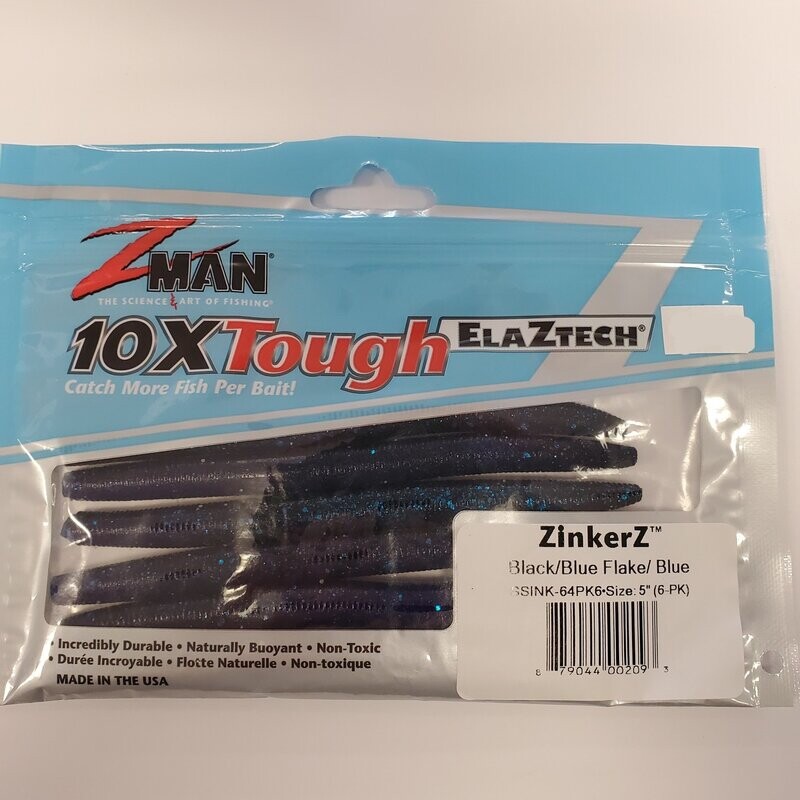 ZMAN®
THE SCIENCE & ART OF FISHING®
10X Tough ELAZTECH®
Catch More Fish Per Bait!
ZinkerZ™
Black/Blue Flake/ Blue
SSINK-64PK6•Size: 5" (6-PK)
8 79044 00209 3
• Incredibly Durable • Naturally Buoyant • Non-Toxic
• Durée Incroyable • Flotte Naturelle • Non-toxique
MADE IN THE USA